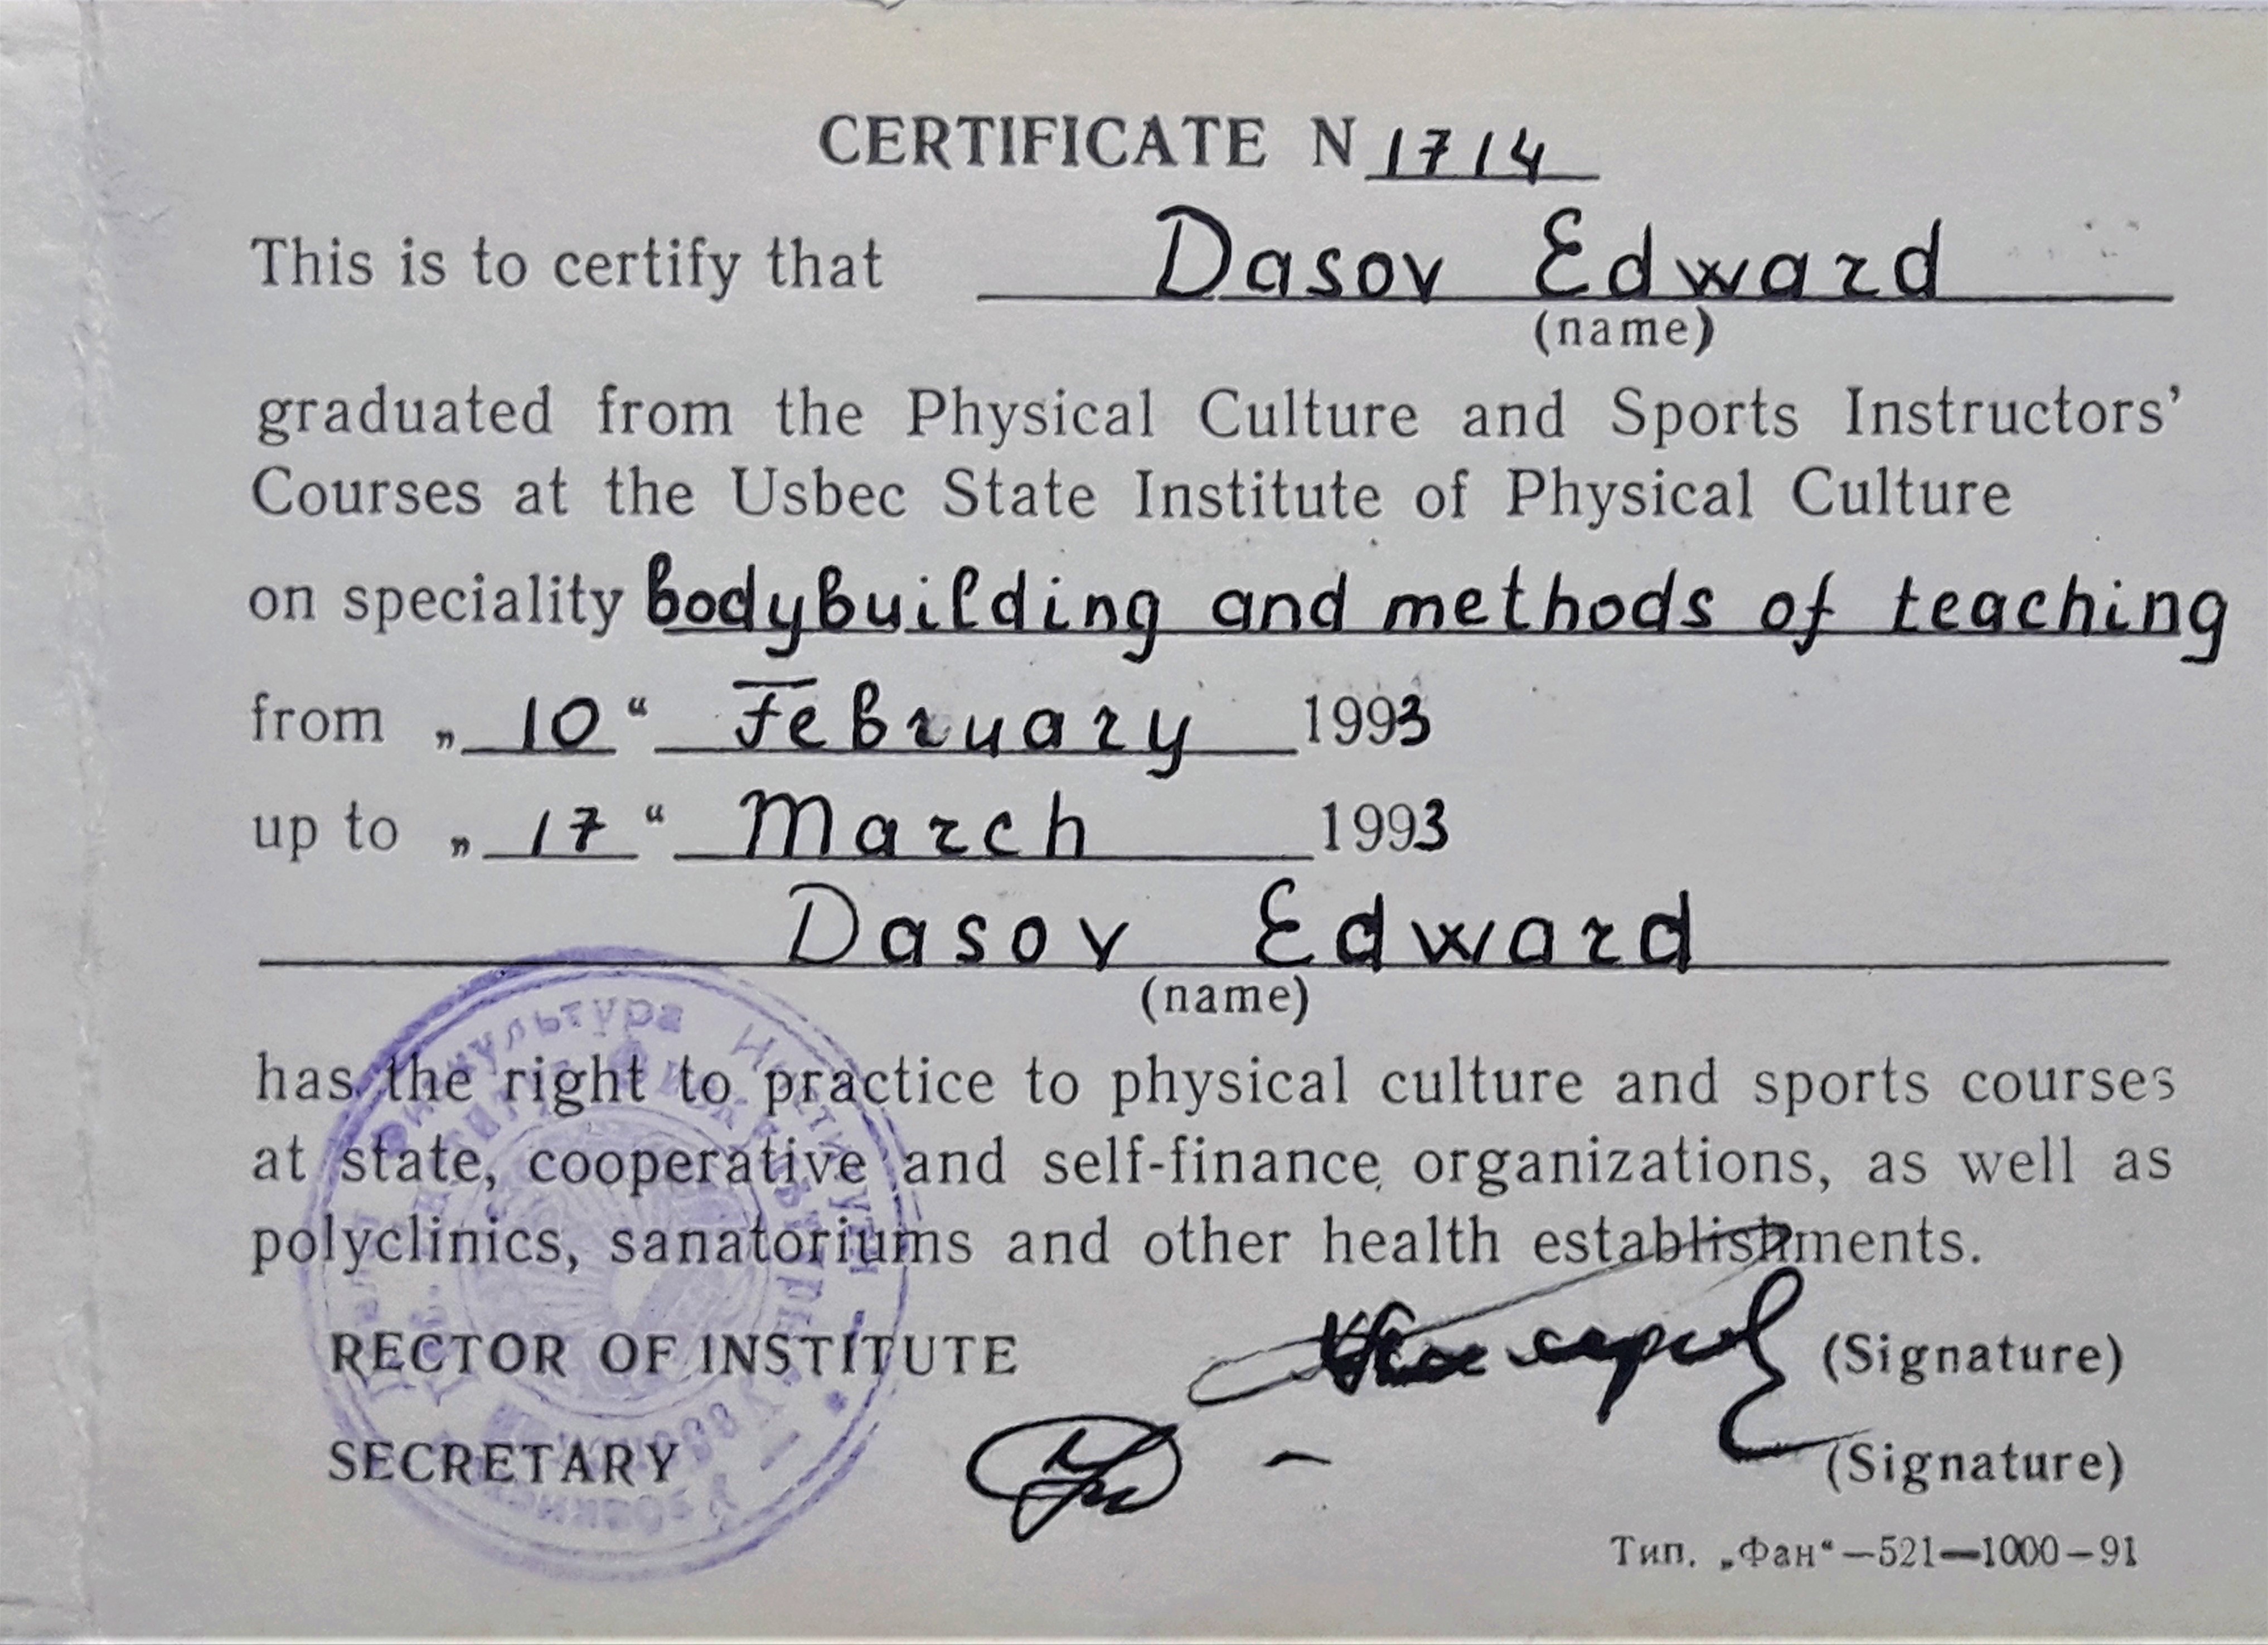 CERTIFICATE N 1714
This is to certify that Dasov Edward
(name)
graduated from the Physical Culture and Sports Instructors'
Courses at the Usbec State Institute of Physical Culture
on speciality bodybuilding and methods of teaching
from „ 10 “ February 1993
up to „ 17 “ March 1993
Dasov Edward
(name)
has the right to practice to physical culture and sports courses
at state, cooperative and self-finance organizations, as well as
polyclinics, sanatoriums and other health establishments.
RECTOR OF INSTITUTE (Signature)
SECRETARY (Signature)
Тип. „Фан“—521—1000—91